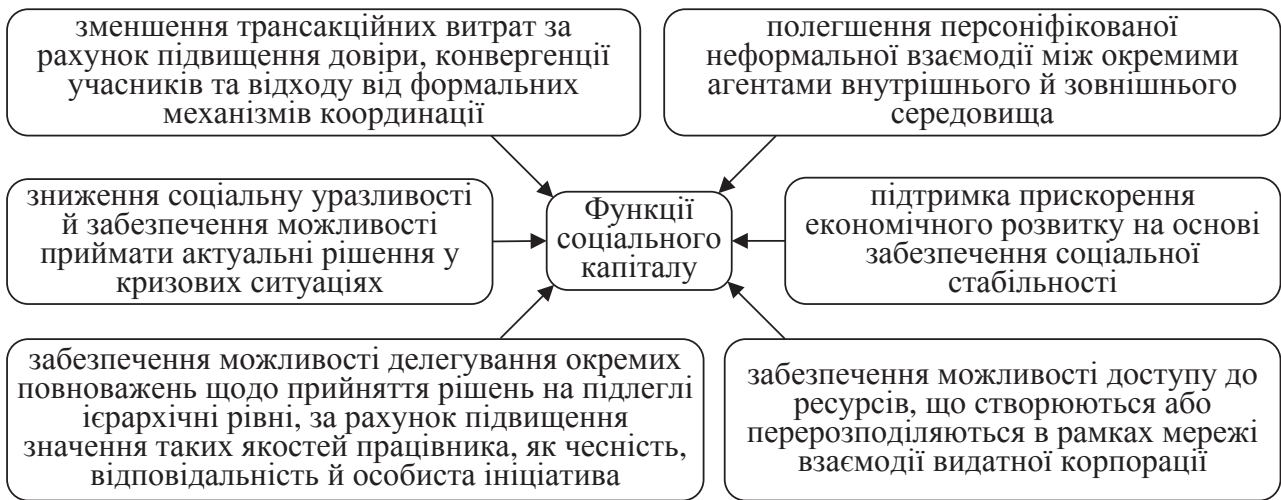 зменшення трансакційних витрат за
рахунок підвищення довіри, конвергенції
учасників та відходу від формальних
механізмів координації
полегшення персоніфікованої
неформальної взаємодії між окремими
агентами внутрішнього й зовнішнього
середовища
зниження соціальну уразливості
й забезпечення можливості
приймати актуальні рішення у
кризових ситуаціях
Функції
соціального
капіталу
підтримка прискорення
економічного розвитку на основі
забезпечення соціальної
стабільності
забезпечення можливості делегування окремих
повноважень щодо прийняття рішень на підлеглі
ієрархічні рівні, за рахунок підвищення
значення таких якостей працівника, як чесність,
відповідальність й особиста ініціатива
забезпечення можливості доступу до
ресурсів, що створюються або
перерозподіляються в рамках мережі
взаємодії видатної корпорації